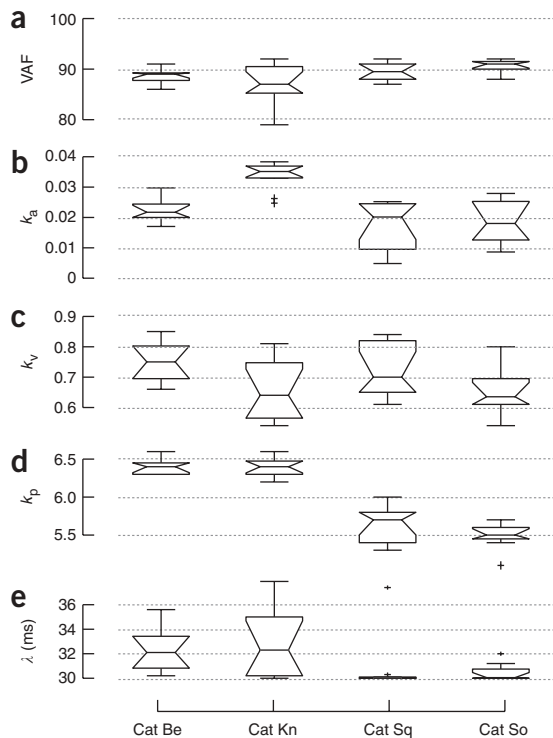 a
VAF
100
90
80
b
kₐ
0.04
0.03
0.02
0.01
0
c
kᵥ
0.9
0.8
0.7
0.6
d
kₚ
6.5
6.0
5.5
e
λ (ms)
36
34
32
30
Cat Be Cat Kn Cat Sq Cat So